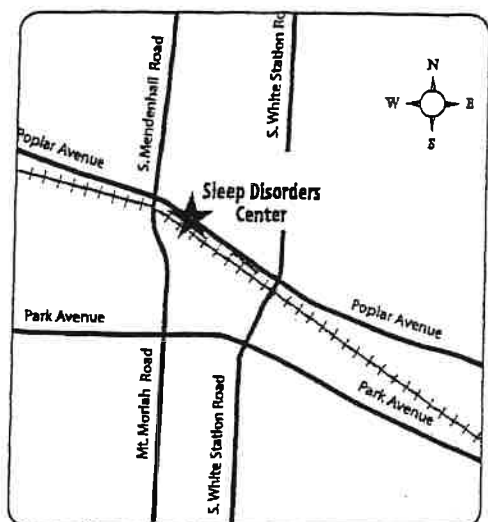 S. Mendenhall Road
S. White Station Ro
N
W
E
S
Poplar Avenue
Sleep Disorders
Center
Park Avenue
Poplar Avenue
Park Avenue
Mt. Moriah Road
S. White Station Road